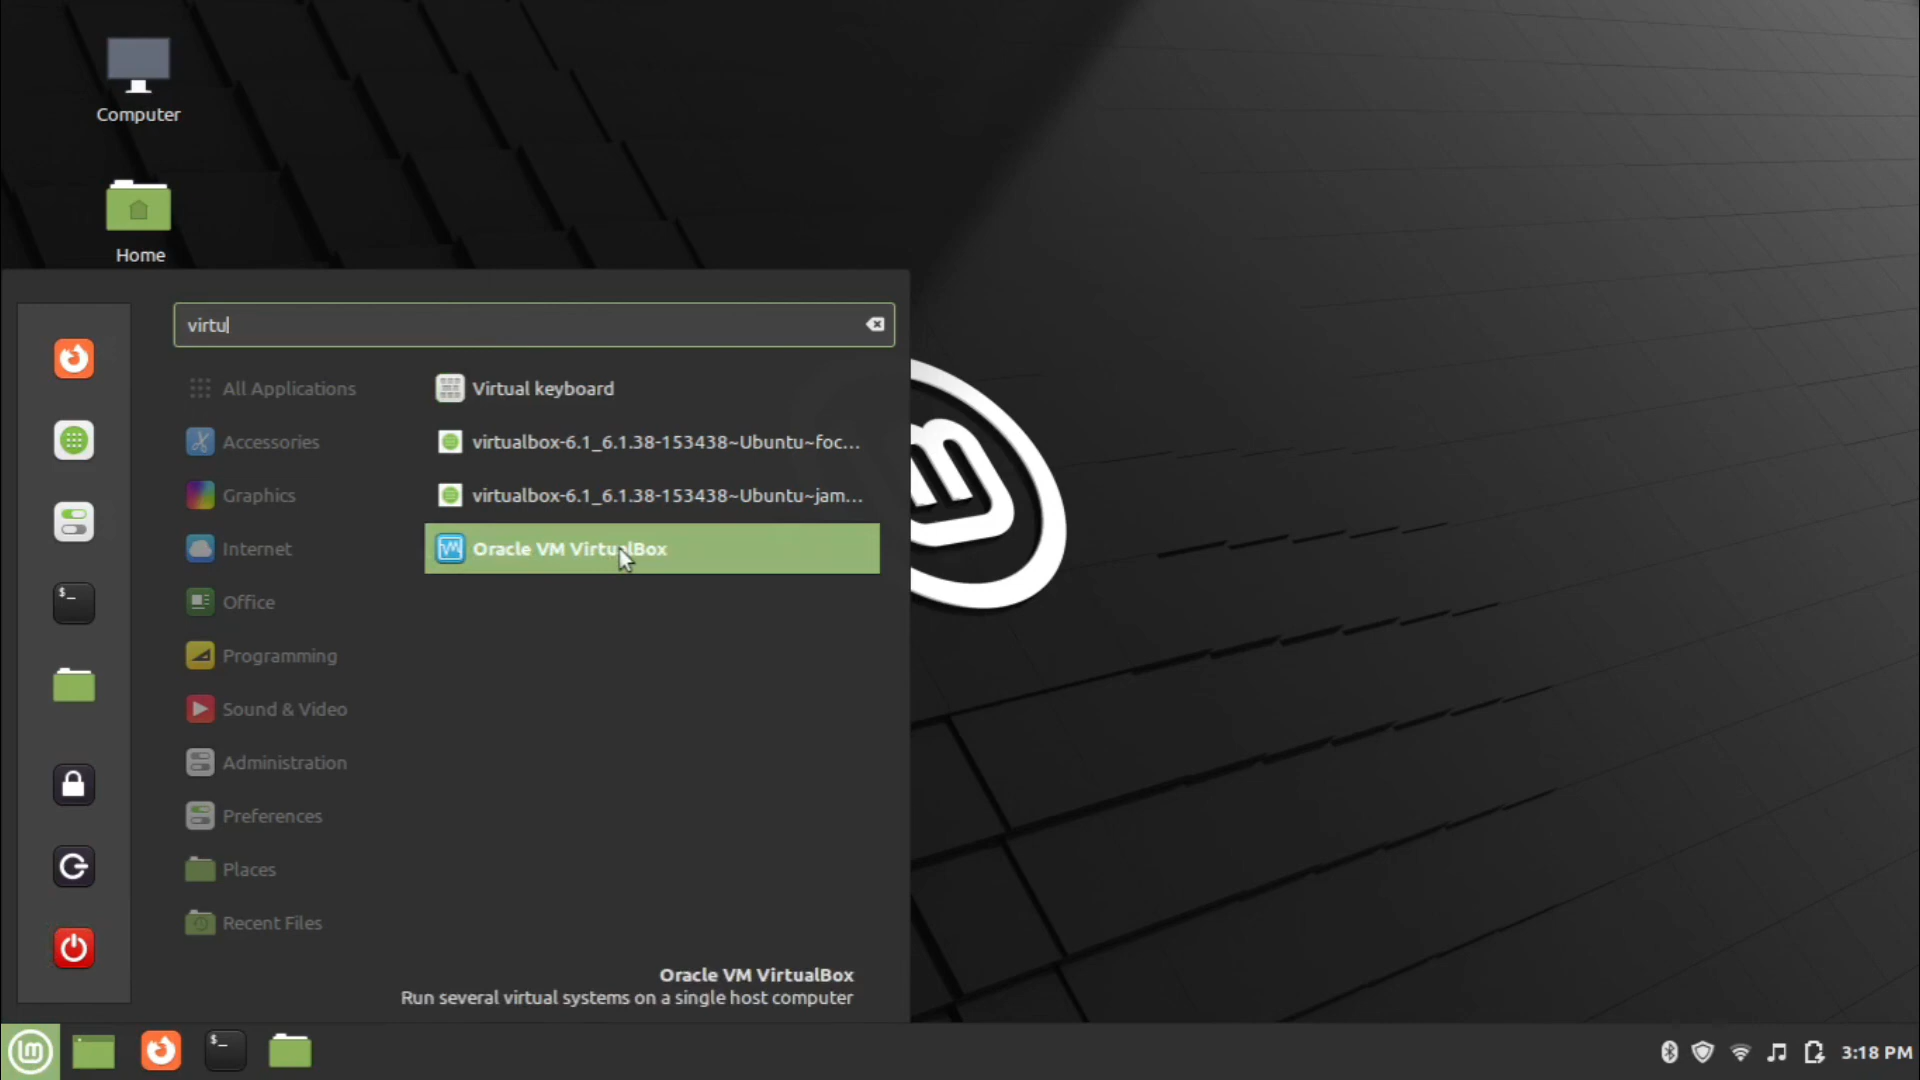 Computer
Home
virtu
All Applications
Accessories
Graphics
Internet
Office
Programming
Sound & Video
Administration
Preferences
Places
Recent Files
Virtual keyboard
virtualbox-6.1_6.1.38-153438~Ubuntu~foc...
virtualbox-6.1_6.1.38-153438~Ubuntu~jam...
Oracle VM VirtualBox
Oracle VM VirtualBox
Run several virtual systems on a single host computer
3:18 PM